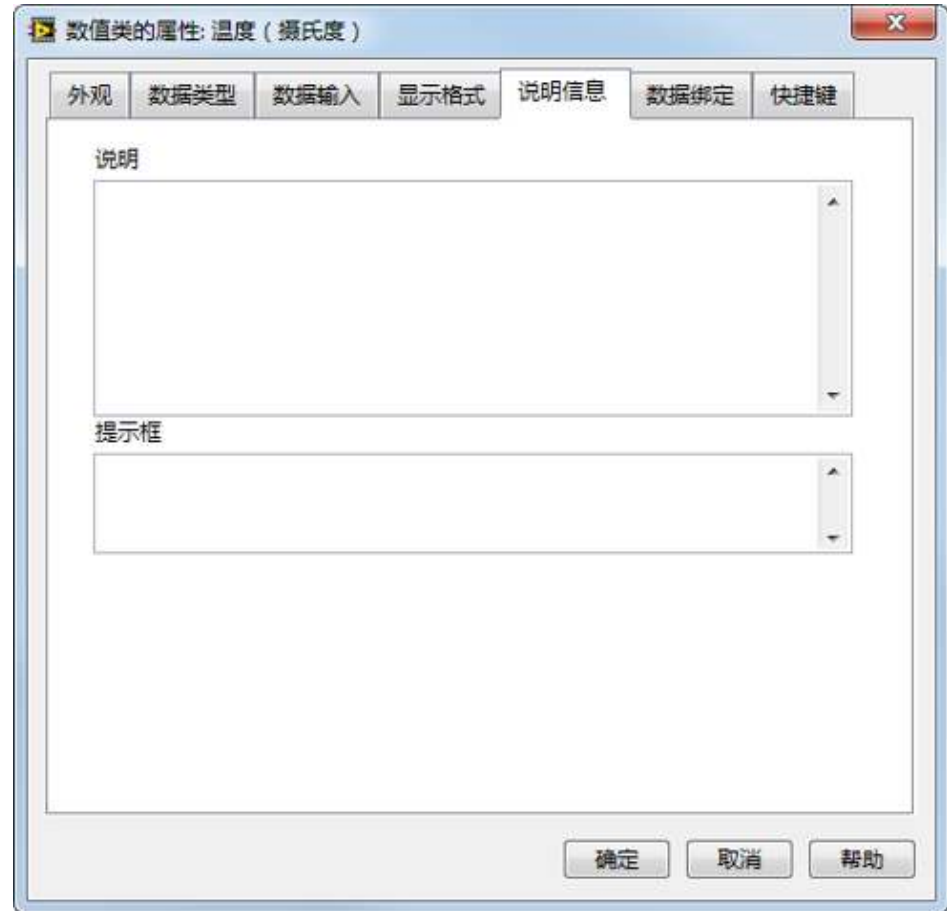 数值类的属性: 温度（摄氏度）
外观 数据类型 数据输入 显示格式 说明信息 数据绑定 快捷键
说明
提示框
确定 取消 帮助